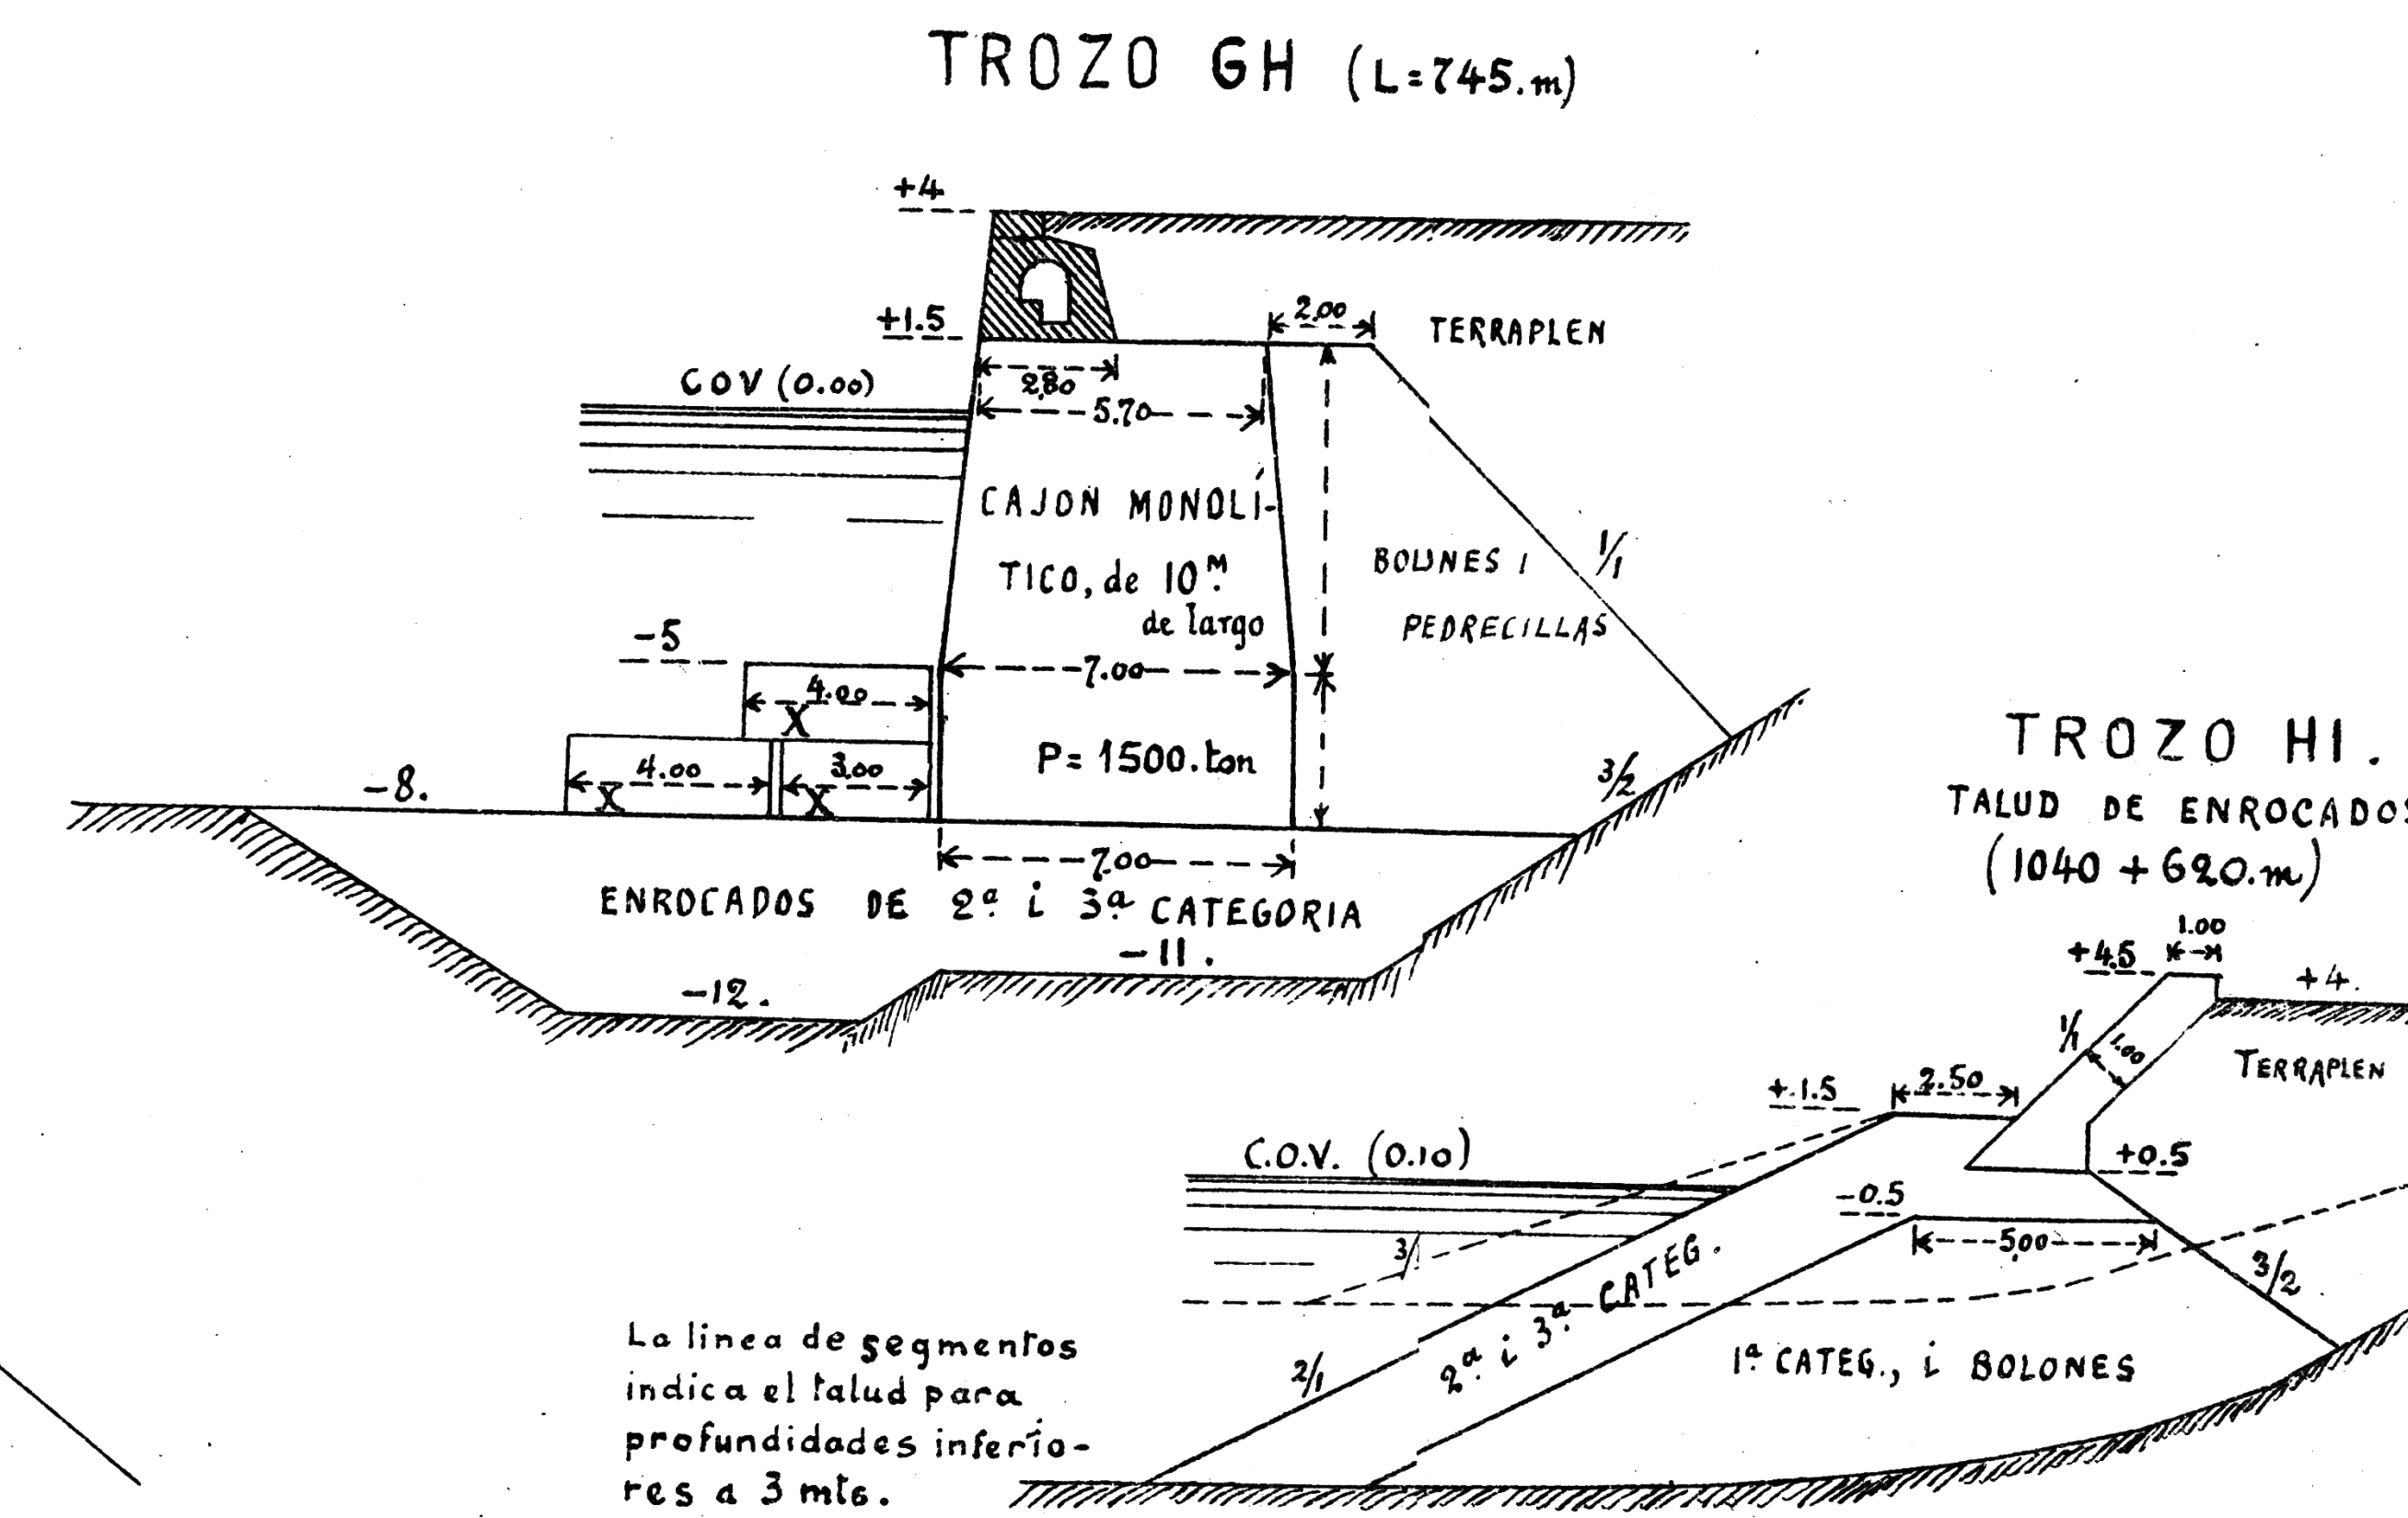 TROZO GH (L=745.m)
+4
+1.5
2.00
TERRAPLEN
COV (0.00)
2,80
5.70
CAJON MONOLÍ-
TICO, de 10M.
de largo
1/1
BOLONES I
PEDRECILLAS
-5
7.00
4.00
X
P= 1500.ton
4.00
3.00
X
X
-8.
3/2
7.00
ENROCADOS DE 2ª i 3ª CATEGORIA
-11.
-12.
TROZO HI.
TALUD DE ENROCADOS
(1040 + 620.m)
1.00
+4.5
+4.
1/1
1.00
TERRAPLEN
+.1.5
2.50
C.O.V. (0.10)
+0.5
-0.5
5,00
3/
3/2
2ª i 3ª CATEG.
2/1
1ª CATEG., i BOLONES
La linea de segmentos
indica el talud para
profundidades inferio-
res a 3 mts.